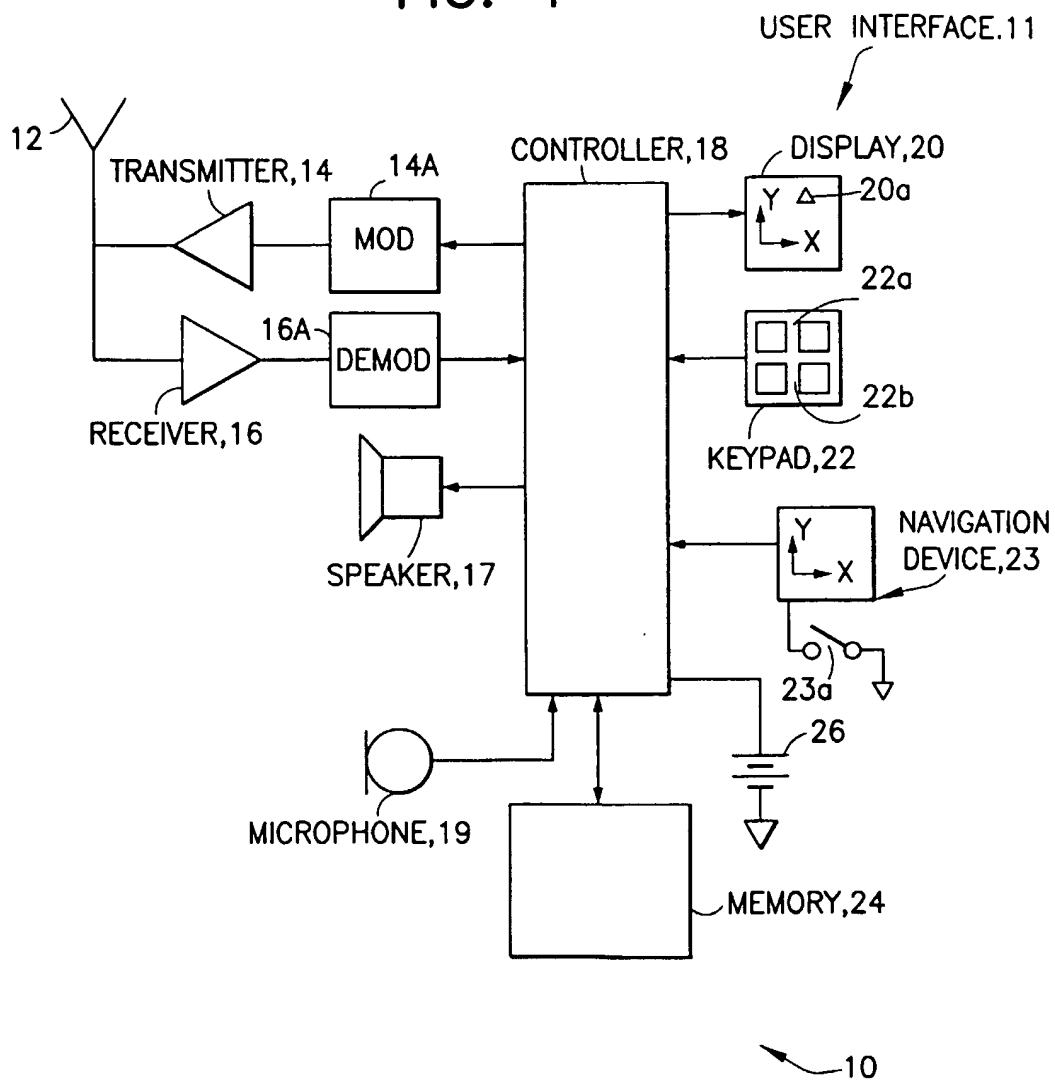 USER INTERFACE.11
12
TRANSMITTER,14
14A
MOD
CONTROLLER,18
DISPLAY,20
Y
20a
X
16A
DEMOD
RECEIVER,16
22a
22b
KEYPAD,22
SPEAKER,17
Y
X
NAVIGATION
DEVICE,23
23a
26
MICROPHONE,19
MEMORY,24
10